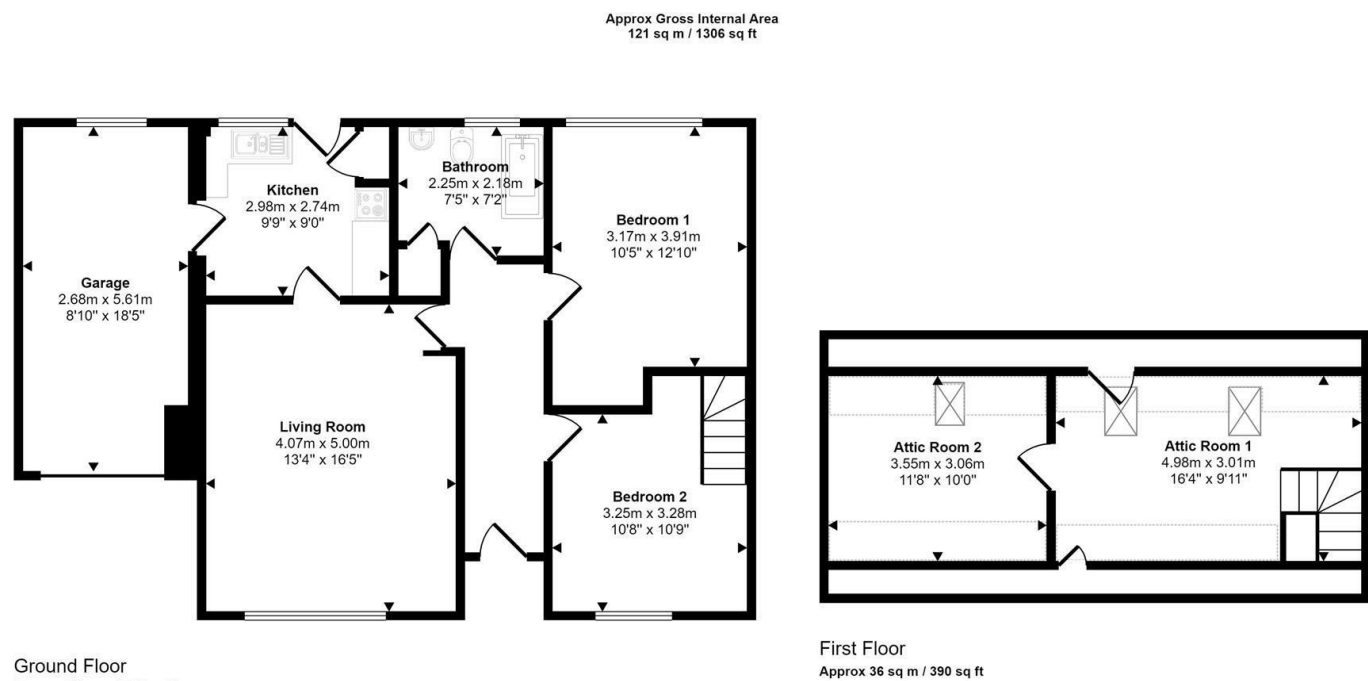 Approx Gross Internal Area
121 sq m / 1306 sq ft
Kitchen
2.98m x 2.74m
9'9" x 9'0"
Bathroom
2.25m x 2.18m
7'5" x 7'2"
Bedroom 1
3.17m x 3.91m
10'5" x 12'10"
Garage
2.68m x 5.61m
8'10" x 18'5"
Living Room
4.07m x 5.00m
13'4" x 16'5"
Bedroom 2
3.25m x 3.28m
10'8" x 10'9"
Attic Room 2
3.55m x 3.06m
11'8" x 10'0"
Attic Room 1
4.98m x 3.01m
16'4" x 9'11"
Ground Floor
First Floor
Approx 36 sq m / 390 sq ft